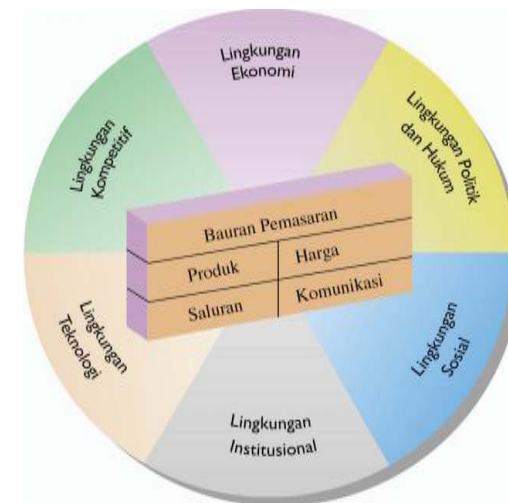 Lingkungan
Ekonomi
Lingkungan Politik
dan Hukum
Lingkungan
Kompetitif
Bauran Pemasaran
Produk
Harga
Saluran
Komunikasi
Lingkungan
Teknologi
Lingkungan
Sosial
Lingkungan
Institusional